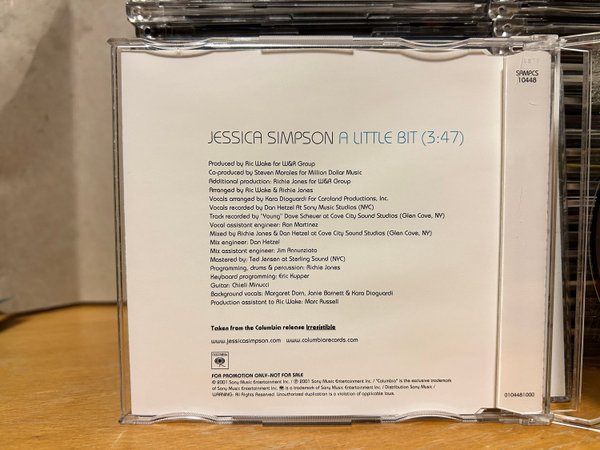 JESSICA SIMPSON A LITTLE BIT (3:47)
Produced by Ric Wake for W&R Group
Co-produced by Steven Morales for Million Dollar Music
Additional production: Richie Jones for W&R Group
Arranged by Ric Wake & Richie Jones
Vocals arranged by Kara Dioguardi for Caroland Productions, Inc.
Vocals recorded by Dan Hetzel At Sony Music Studios (NYC)
Track recorded by "Young" Dave Scheuer at Cove City Sound Studios (Glen Cove, NY)
Vocal assistant engineer: Ron Martinez
Mixed by Richie Jones & Dan Hetzel at Cove City Sound Studios (Glen Cove, NY)
Mix engineer: Dan Hetzel
Mix assistant engineer: Jim Annunziato
Mastered by: Ted Jensen at Sterling Sound (NYC)
Programming, drums & percussion: Richie Jones
Keyboard programming: Eric Kupper
Guitar: Chieli Minucci
Background vocals: Margaret Dorn, Janie Barnett & Kara Dioguardi
Production assistant to Ric Wake: Marc Russell
Taken from the Columbia release Irresistible
www.jessicasimpson.com www.columbiarecords.com
COLUMBIA
FOR PROMOTION ONLY-NOT FOR SALE
© 2001 Sony Music Entertainment Inc. / ℗ 2001 Sony Music Entertainment Inc. / "Columbia" is the exclusive trademark
of Sony Music Entertainment Inc. / is a trademark of Sony Music Entertainment Inc. / Distribution Sony Music /
WARNING: All Rights Reserved. Unauthorized duplication is a violation of applicable laws.
SAMPCS
10448
0104481000